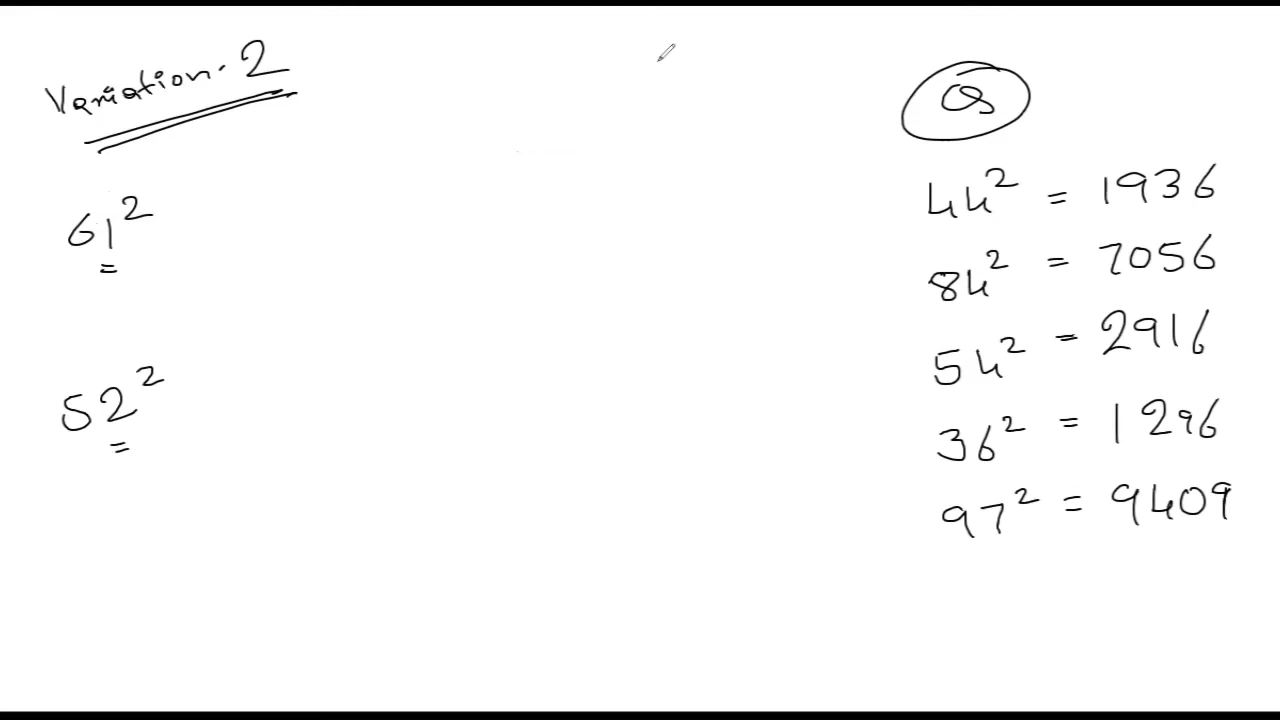 Variation-2
61²
=
52²
=
Q
44² = 1936
84² = 7056
54² = 2916
36² = 1296
97² = 9409